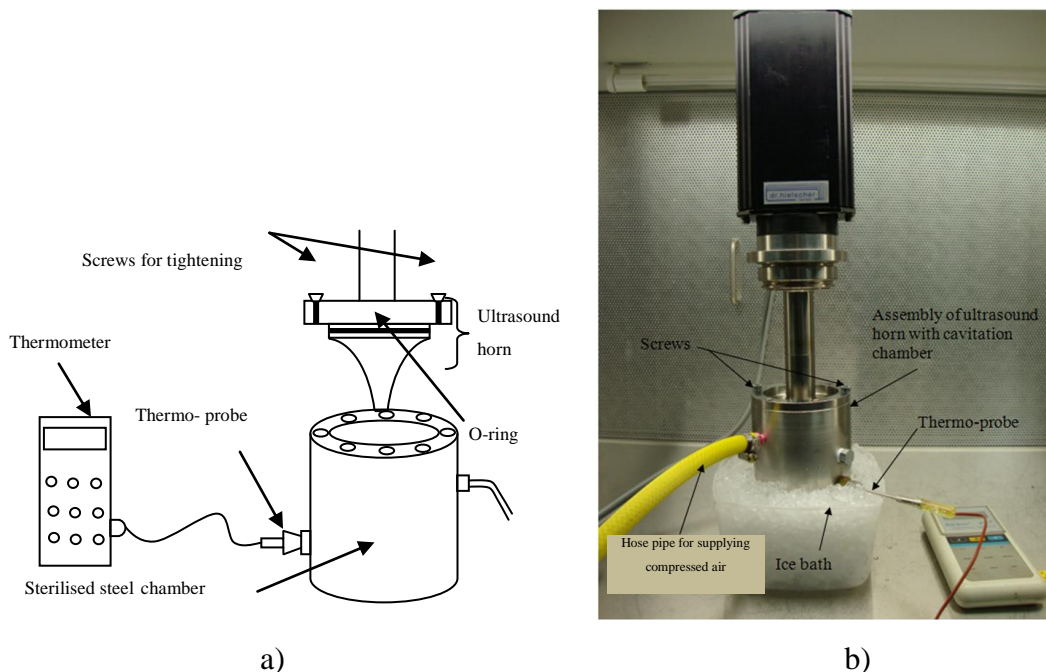 Screws for tightening
Ultrasound
horn
Thermometer
Thermo- probe
O-ring
Sterilised steel chamber
a)
dr.hielscher
Screws
Assembly of ultrasound
horn with cavitation
chamber
Thermo-probe
Hose pipe for supplying
compressed air
Ice bath
b)